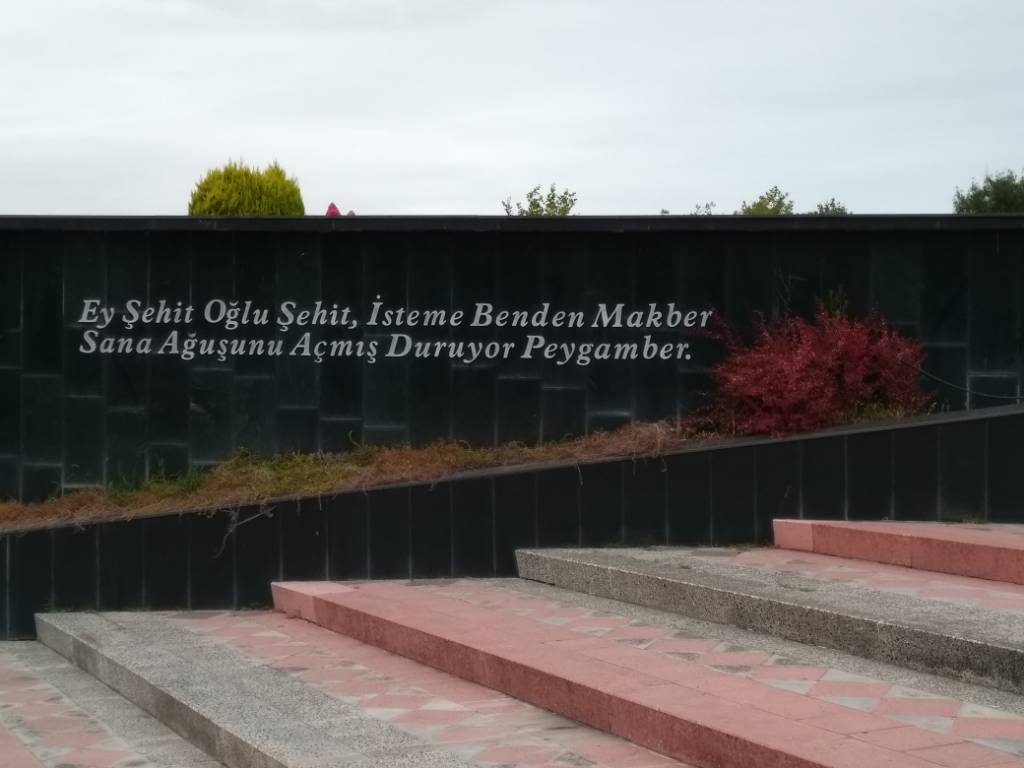 Ey Şehit Oğlu Şehit, İsteme Benden Makber
Sana Ağuşunu Açmış Duruyor Peygamber.